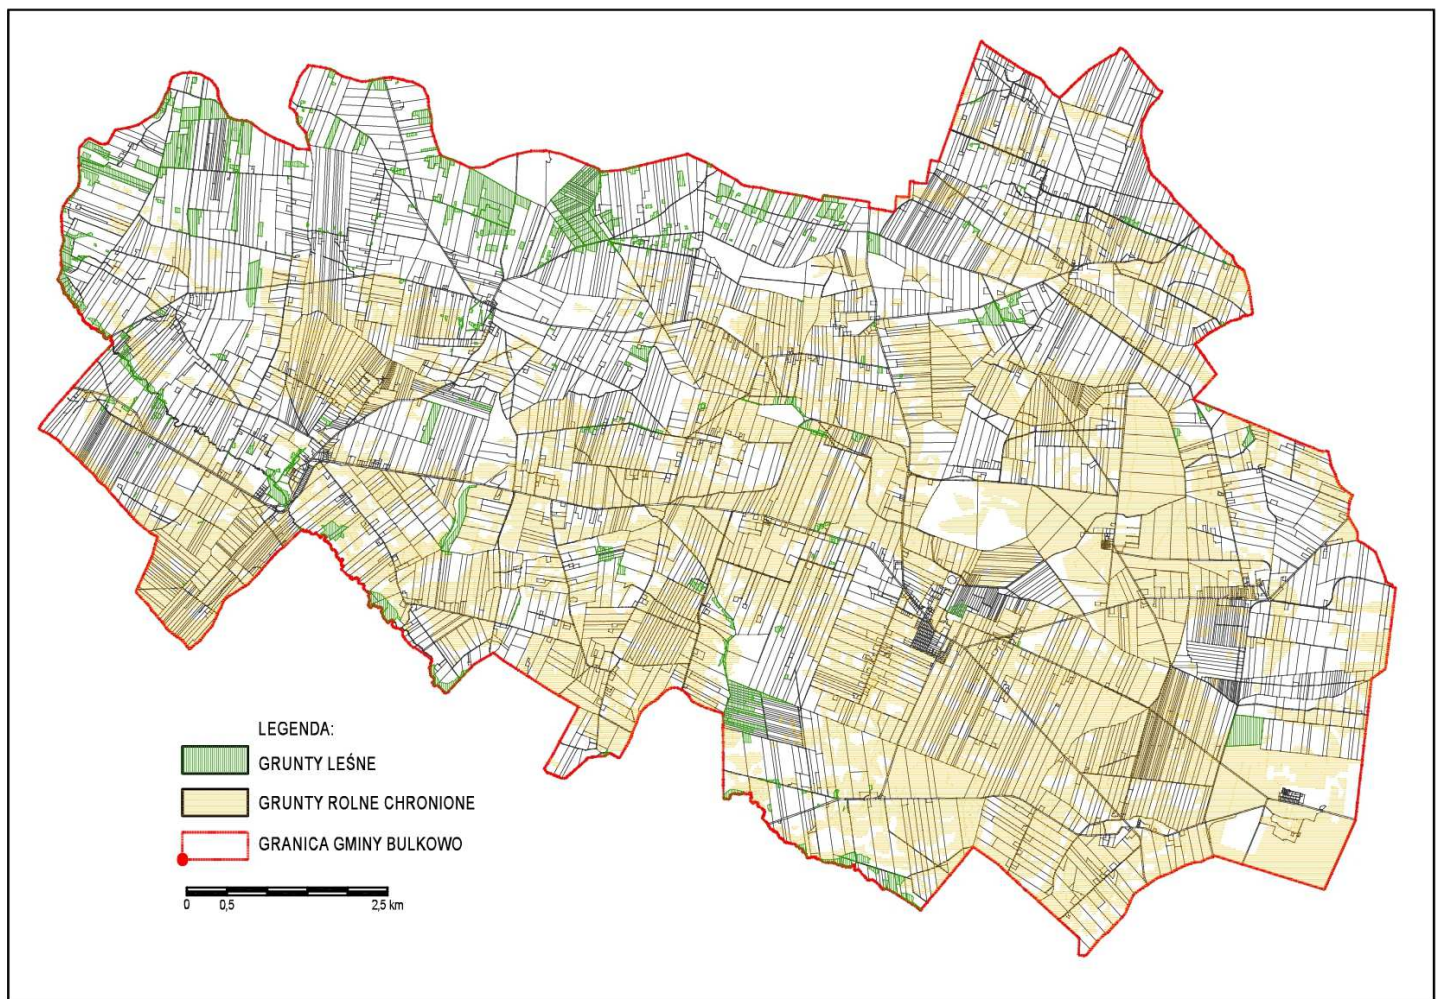 LEGENDA:
GRUNTY LEŚNE
GRUNTY ROLNE CHRONIONE
GRANICA GMINY BULKOWO
0 0,5 2,5 km